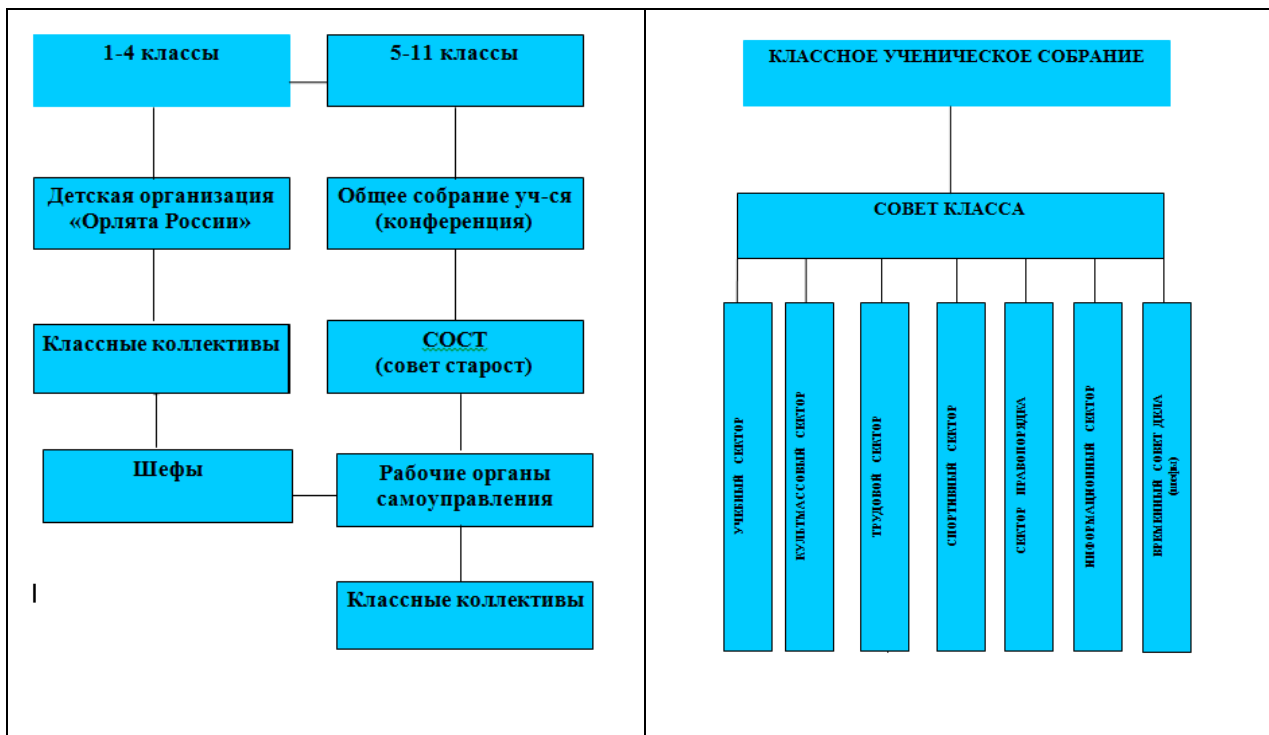 1-4 классы
5-11 классы
Детская организация
«Орлята России»
Общее собрание уч-ся
(конференция)
Классные коллективы
СОСТ
(совет старост)
Шефы
Рабочие органы
самоуправления
Классные коллективы
КЛАССНОЕ УЧЕНИЧЕСКОЕ СОБРАНИЕ
СОВЕТ КЛАССА
УЧЕБНЫЙ СЕКТОР
КУЛЬТМАССОВЫЙ СЕКТОР
ТРУДОВОЙ СЕКТОР
СПОРТИВНЫЙ СЕКТОР
СЕКТОР ПРАВОПОРЯДКА
ИНФОРМАЦИОННЫЙ СЕКТОР
ВРЕМЕННЫЙ СОВЕТ ДЕЛА
(шефы)